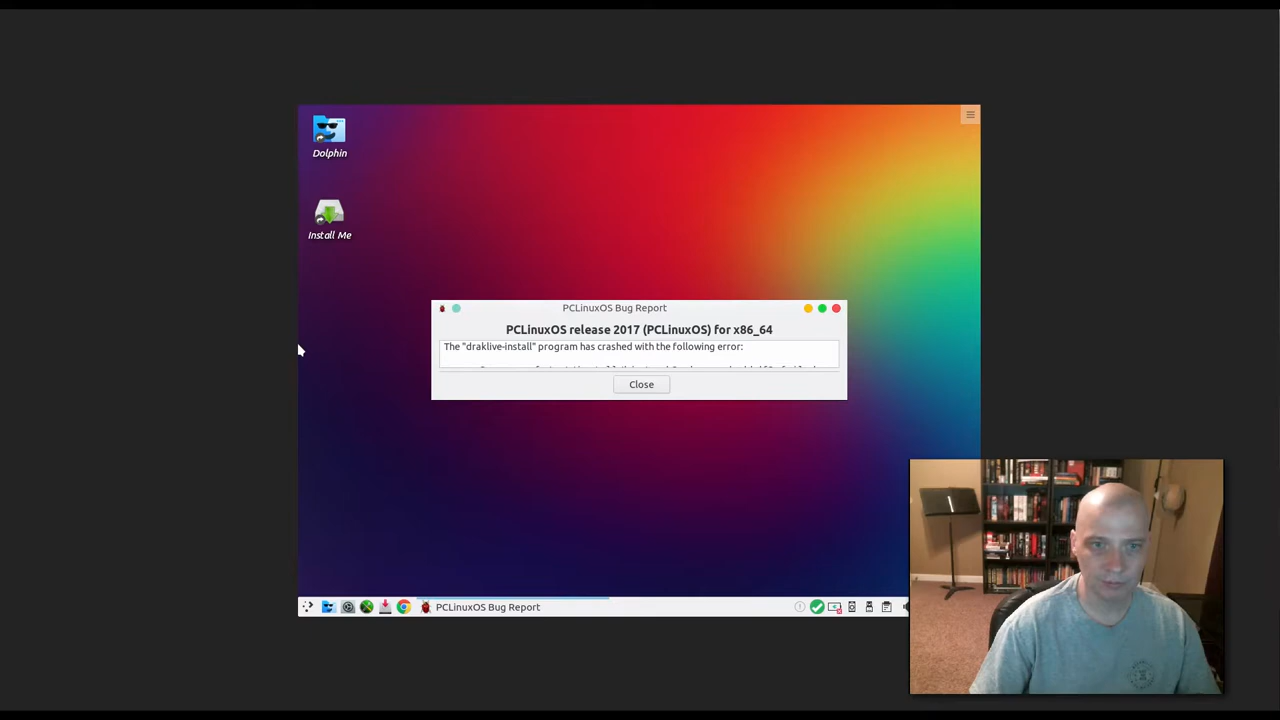 Dolphin
Install Me
PCLinuxOS Bug Report
PCLinuxOS release 2017 (PCLinuxOS) for x86_64
The "draklive-install" program has crashed with the following error:
Close
PCLinuxOS Bug Report